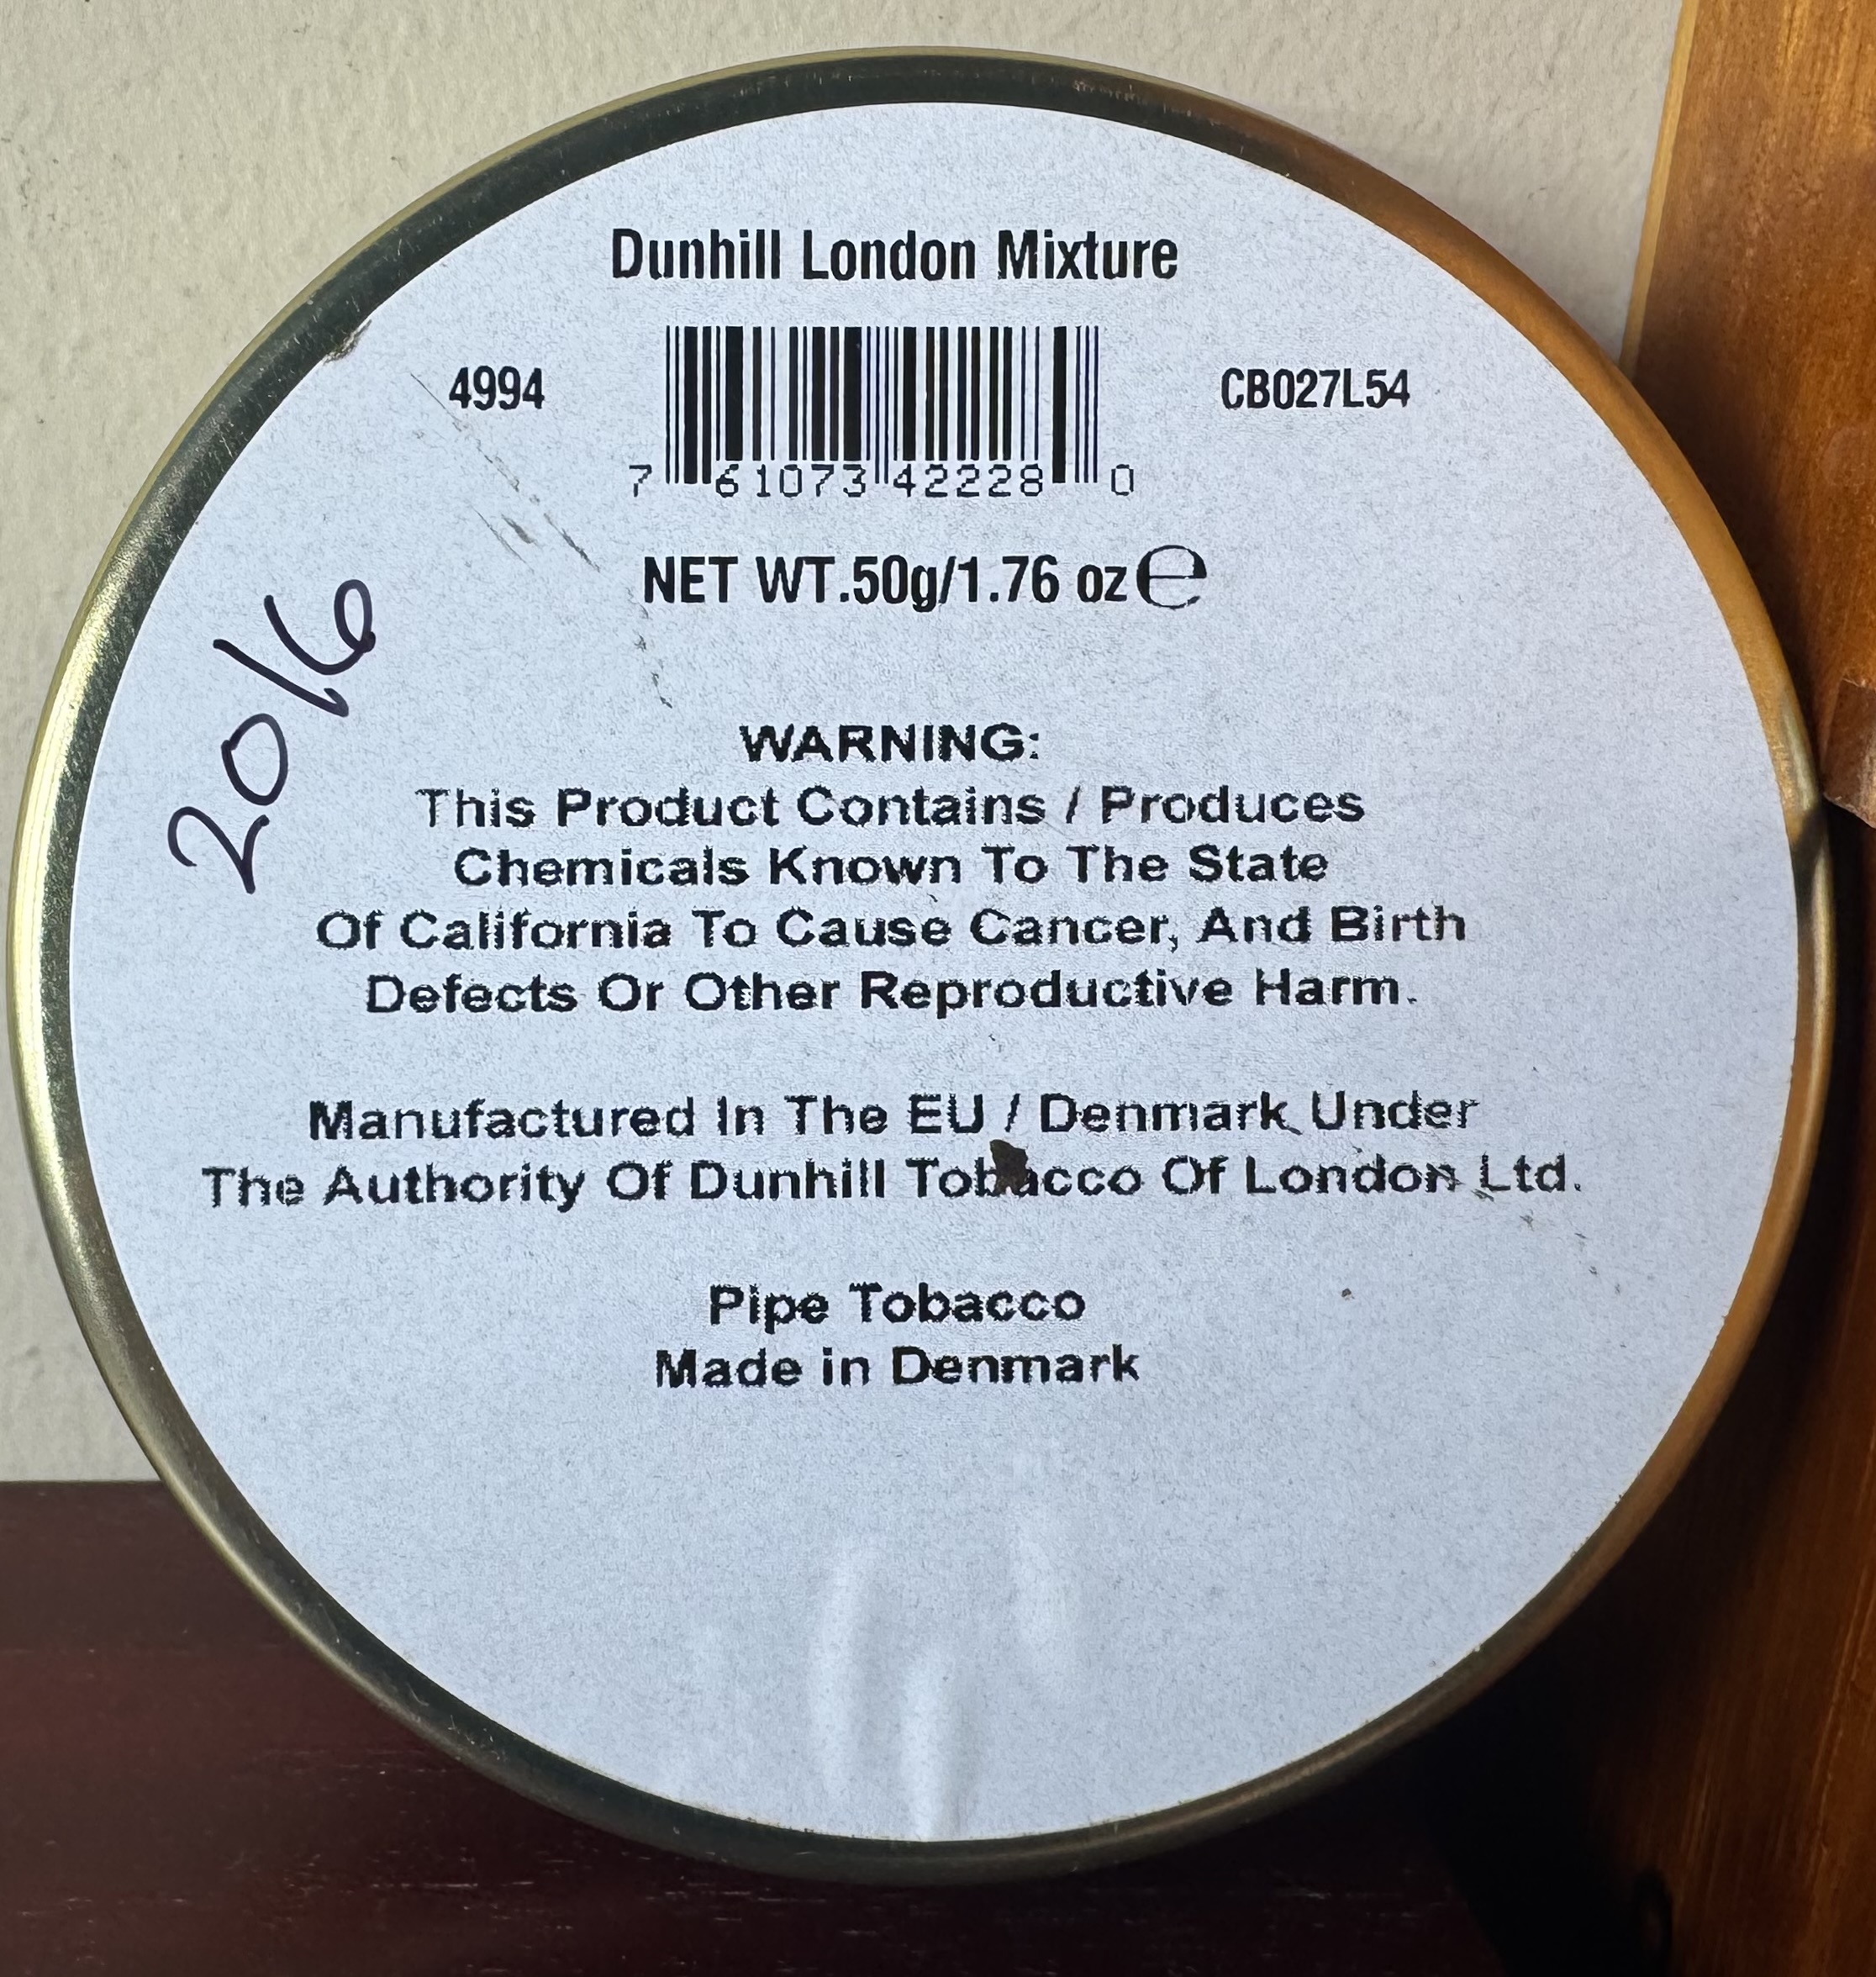 Dunhill London Mixture
4994
CB027L54
7 61073 42228 0
NET WT.50g/1.76 oz ℮
2016
WARNING:
This Product Contains / Produces
Chemicals Known To The State
Of California To Cause Cancer, And Birth
Defects Or Other Reproductive Harm.
Manufactured In The EU / Denmark Under
The Authority Of Dunhill Tobacco Of London Ltd.
Pipe Tobacco
Made in Denmark